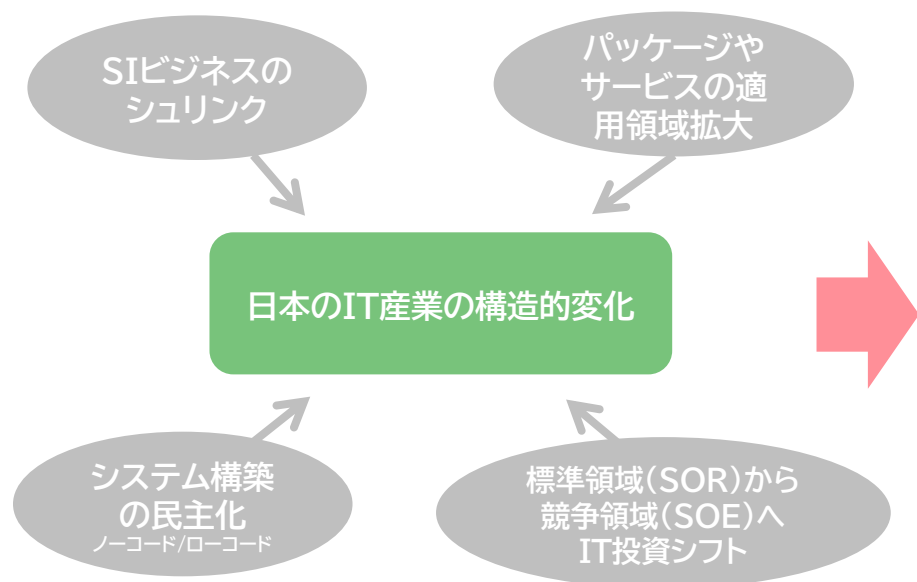 SIビジネスの
シュリンク
パッケージや
サービスの適
用領域拡大
日本のIT産業の構造的変化
システム構築
の民主化
ノーコード/ローコード
標準領域(SOR)から
競争領域(SOE)へ
IT投資シフト